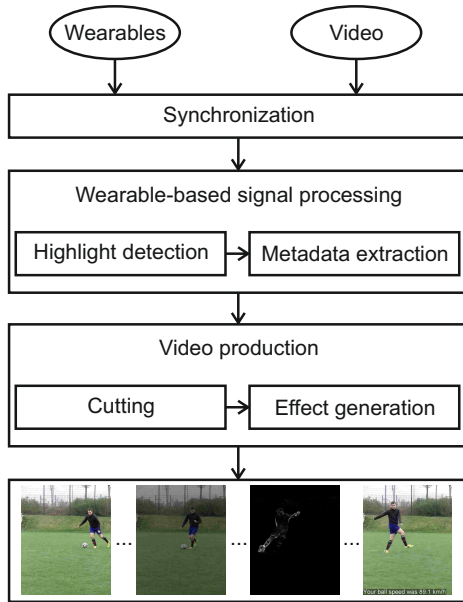 Wearables
Video
Synchronization
Wearable-based signal processing
Highlight detection
Metadata extraction
Video production
Cutting
Effect generation
... ... ...
Your ball speed was 89.1 km/h!